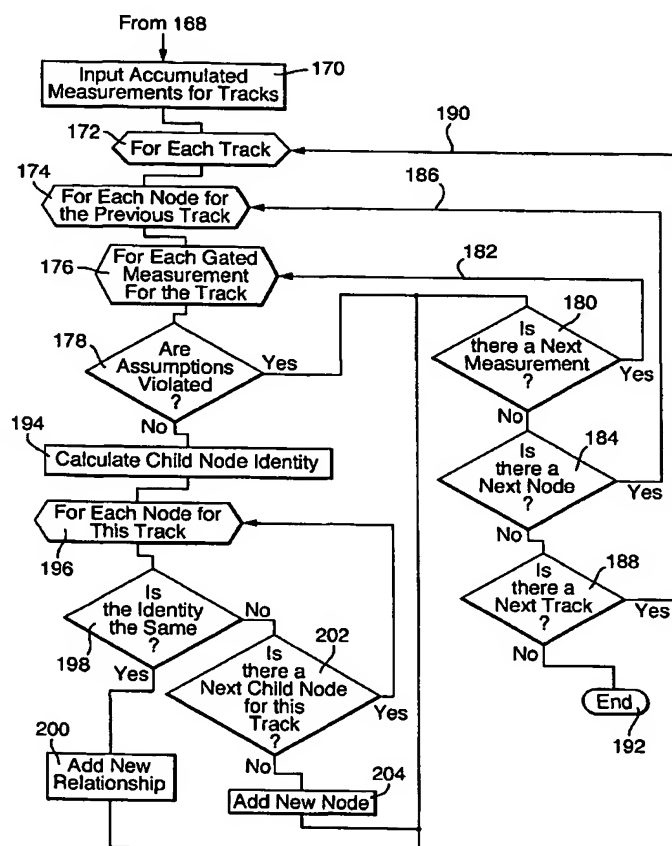 From 168
170
Input Accumulated
Measurements for Tracks
190
172
For Each Track
174
186
For Each Node for
the Previous Track
182
176
For Each Gated
Measurement
For the Track
180
178
Are
Assumptions
Violated
?
Yes
No
Is
there a Next
Measurement
?
Yes
No
194
Calculate Child Node Identity
184
Is
there a
Next Node
?
Yes
No
For Each Node for
This Track
196
188
Is
there a
Next Track
?
Yes
No
Is
the Identity
the Same
?
198
No
Yes
202
Is
there a
Next Child Node
for this
Track
?
Yes
No
End
192
200
Add New
Relationship
204
Add New Node